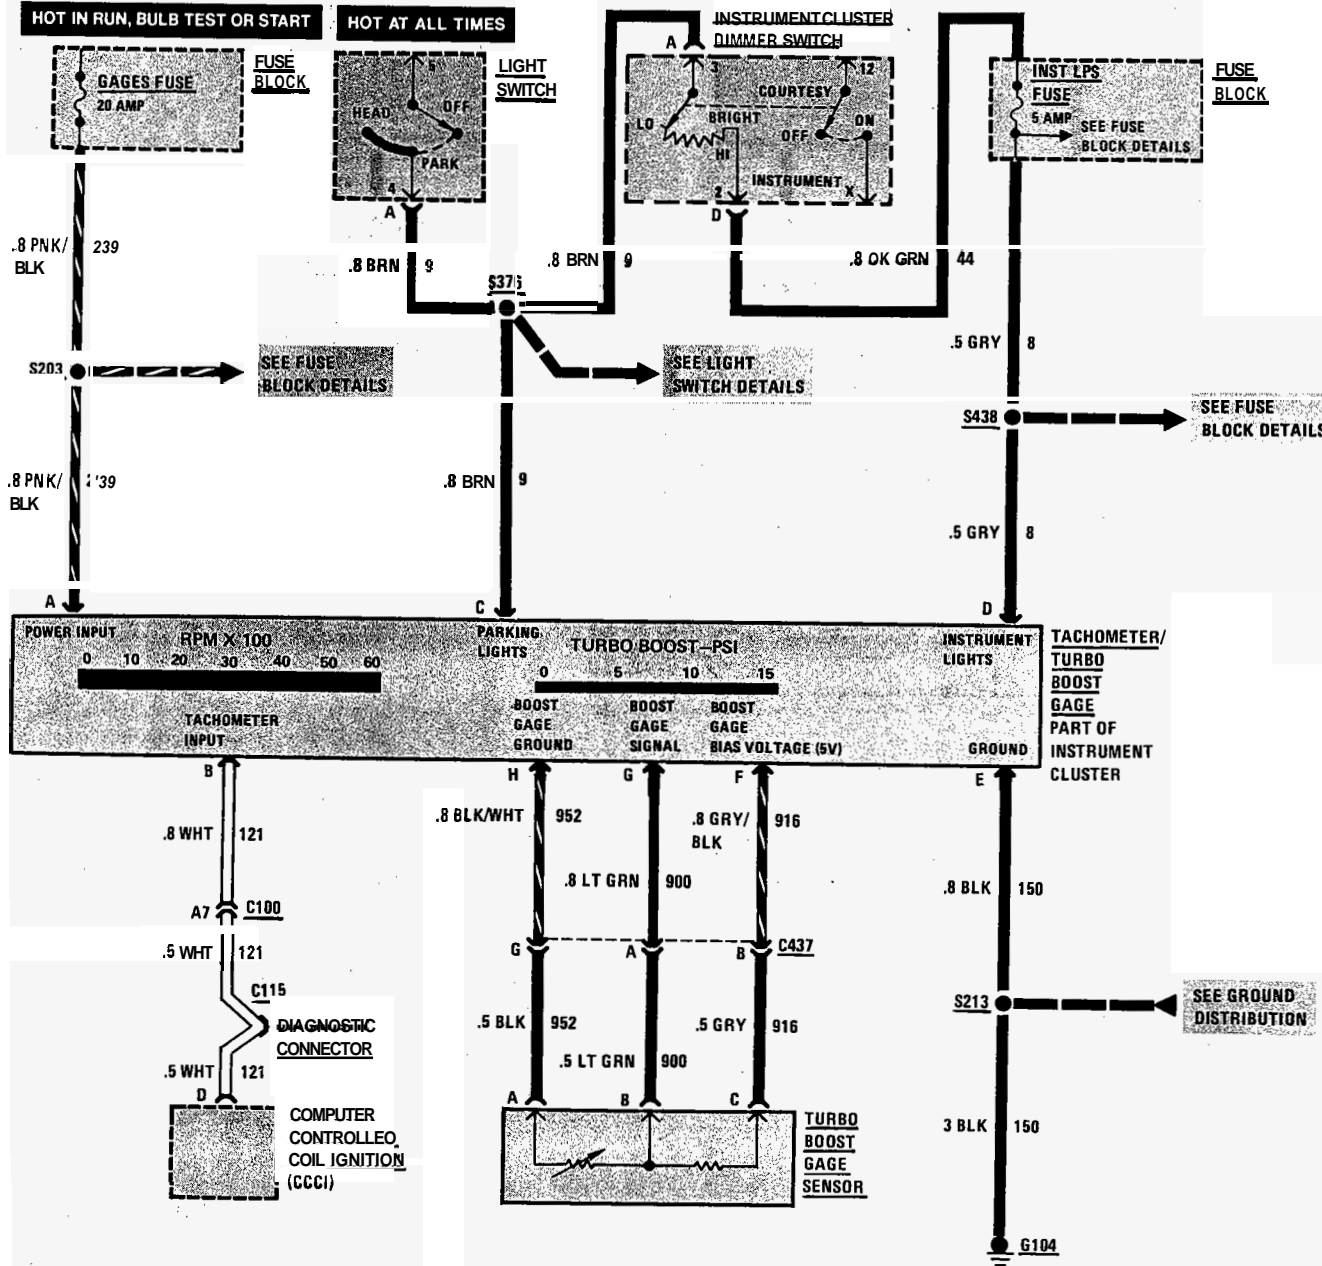 HOT IN RUN, BULB TEST OR START
HOT AT ALL TIMES
INSTRUMENT CLUSTER
DIMMER SWITCH
FUSE
BLOCK
GAGES FUSE
20 AMP
LIGHT
SWITCH
5
OFF
HEAD
PARK
4
A
A
3
12
COURTESY
BRIGHT
LO
HI
OFF
ON
INSTRUMENT
2
X
D
INST LPS
FUSE
5 AMP
SEE FUSE
BLOCK DETAILS
FUSE
BLOCK
.8 PNK/
BLK
239
.8 BRN
9
S376
.8 BRN
9
.8 DK GRN
44
.5 GRY
8
S203
SEE FUSE
BLOCK DETAILS
SEE LIGHT
SWITCH DETAILS
S438
SEE FUSE
BLOCK DETAILS
.8 PNK/
BLK
239
.8 BRN
9
.5 GRY
8
A
C
D
POWER INPUT
RPM X 100
0 10 20 30 40 50 60
TACHOMETER
INPUT
PARKING
LIGHTS
TURBO BOOST–PSI
0 5 10 15
BOOST
GAGE
GROUND
BOOST
GAGE
SIGNAL
BOOST
GAGE
BIAS VOLTAGE (5V)
INSTRUMENT
LIGHTS
GROUND
TACHOMETER/
TURBO
BOOST
GAGE
PART OF
INSTRUMENT
CLUSTER
B
H
G
F
E
.8 WHT
121
.8 BLK/WHT
952
.8 LT GRN
900
.8 GRY/
BLK
916
.8 BLK
150
A7
C100
G
A
B
C437
.5 WHT
121
C115
DIAGNOSTIC
CONNECTOR
.5 BLK
952
.5 LT GRN
900
.5 GRY
916
S213
SEE GROUND
DISTRIBUTION
.5 WHT
121
D
A
B
C
COMPUTER
CONTROLLEO
COIL IGNITION
(CCCI)
TURBO
BOOST
GAGE
SENSOR
3 BLK
150
G104